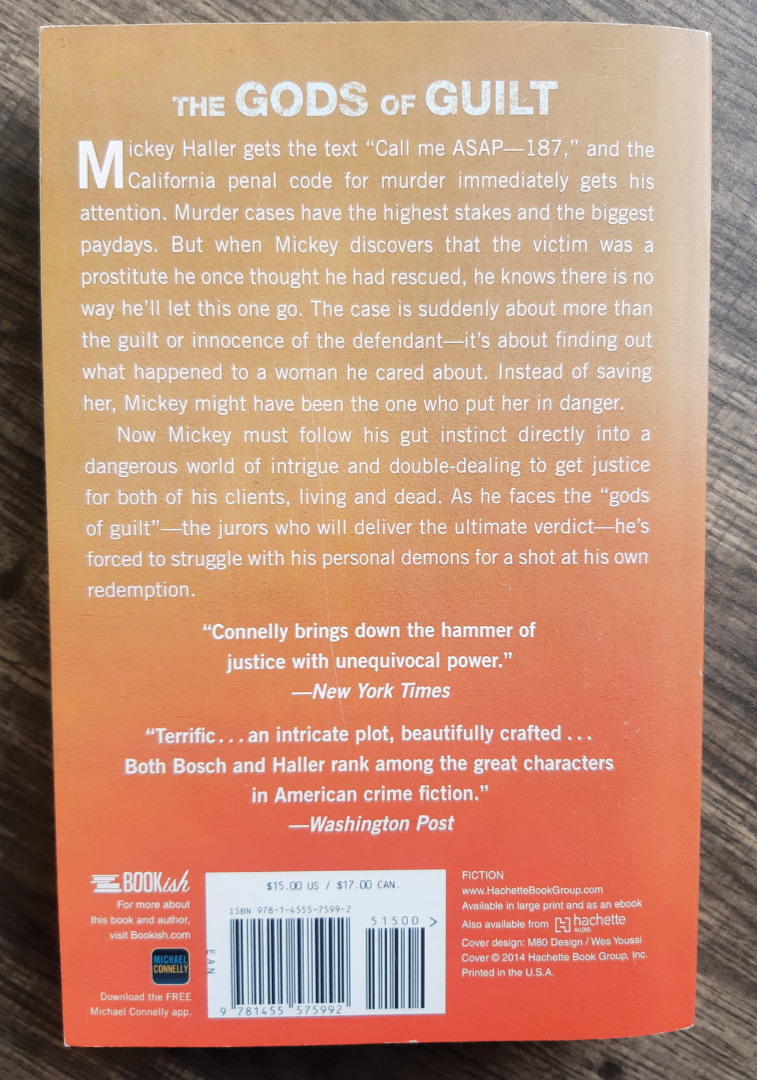 THE GODS OF GUILT
Mickey Haller gets the text “Call me ASAP—187,” and the
California penal code for murder immediately gets his
attention. Murder cases have the highest stakes and the biggest
paydays. But when Mickey discovers that the victim was a
prostitute he once thought he had rescued, he knows there is no
way he’ll let this one go. The case is suddenly about more than
the guilt or innocence of the defendant—it’s about finding out
what happened to a woman he cared about. Instead of saving
her, Mickey might have been the one who put her in danger.
Now Mickey must follow his gut instinct directly into a
dangerous world of intrigue and double-dealing to get justice
for both of his clients, living and dead. As he faces the “gods
of guilt”—the jurors who will deliver the ultimate verdict—he’s
forced to struggle with his personal demons for a shot at his own
redemption.
“Connelly brings down the hammer of
justice with unequivocal power.”
—New York Times
“Terrific . . . an intricate plot, beautifully crafted . . .
Both Bosch and Haller rank among the great characters
in American crime fiction.”
—Washington Post
BOOKish
For more about
this book and author,
visit Bookish.com
MICHAEL
CONNELLY
Download the FREE
Michael Connelly app.
$15.00 US / $17.00 CAN.
ISBN 978-1-4555-7599-2
51500 >
EAN
9 781455 575992
FICTION
www.HachetteBookGroup.com
Available in large print and as an ebook
Also available from hachette
AUDIO
Cover design: M80 Design / Wes Youssi
Cover © 2014 Hachette Book Group, Inc.
Printed in the U.S.A.